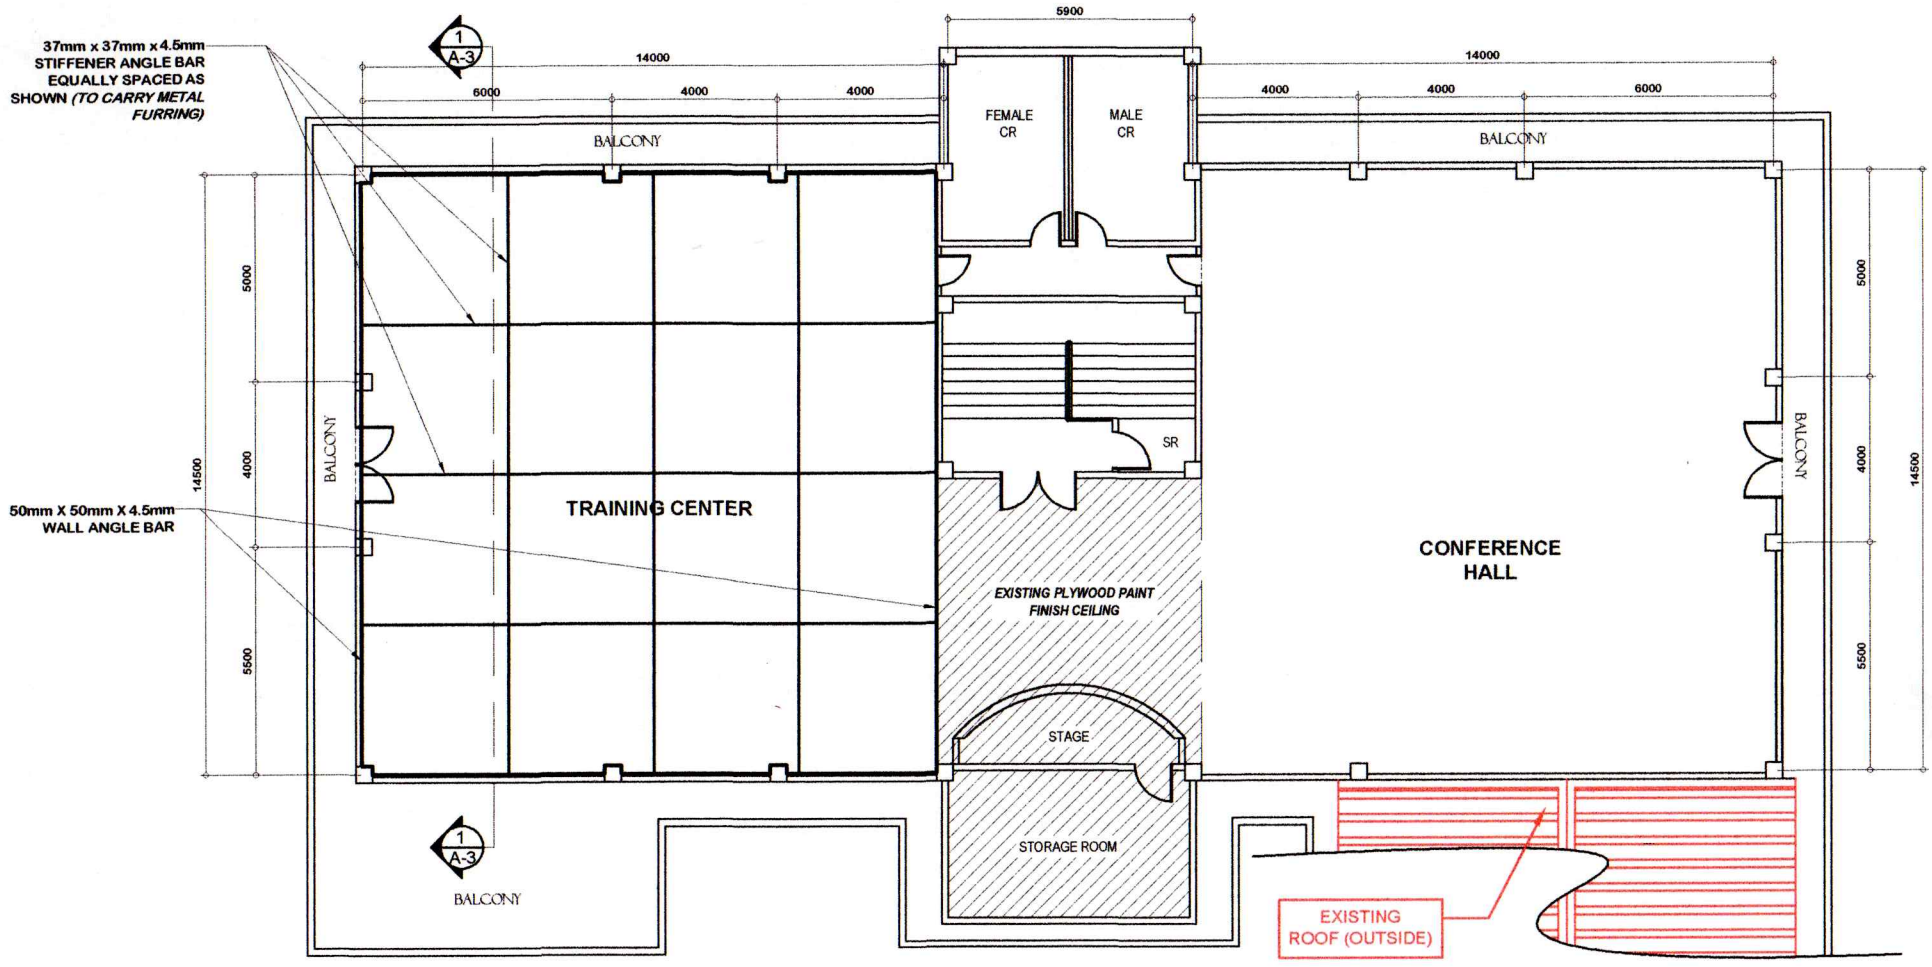 5900
1
A-3
37mm x 37mm x 4.5mm
STIFFENER ANGLE BAR
EQUALLY SPACED AS
SHOWN (TO CARRY METAL
FURRING)
14000
14000
6000
4000
4000
4000
4000
6000
FEMALE
CR
MALE
CR
BALCONY
BALCONY
5000
5000
BALCONY
14500
4000
SR
BALCONY
4000
14500
50mm X 50mm X 4.5mm
WALL ANGLE BAR
TRAINING CENTER
CONFERENCE
HALL
EXISTING PLYWOOD PAINT
FINISH CEILING
5500
5500
STAGE
1
A-3
STORAGE ROOM
BALCONY
EXISTING
ROOF (OUTSIDE)